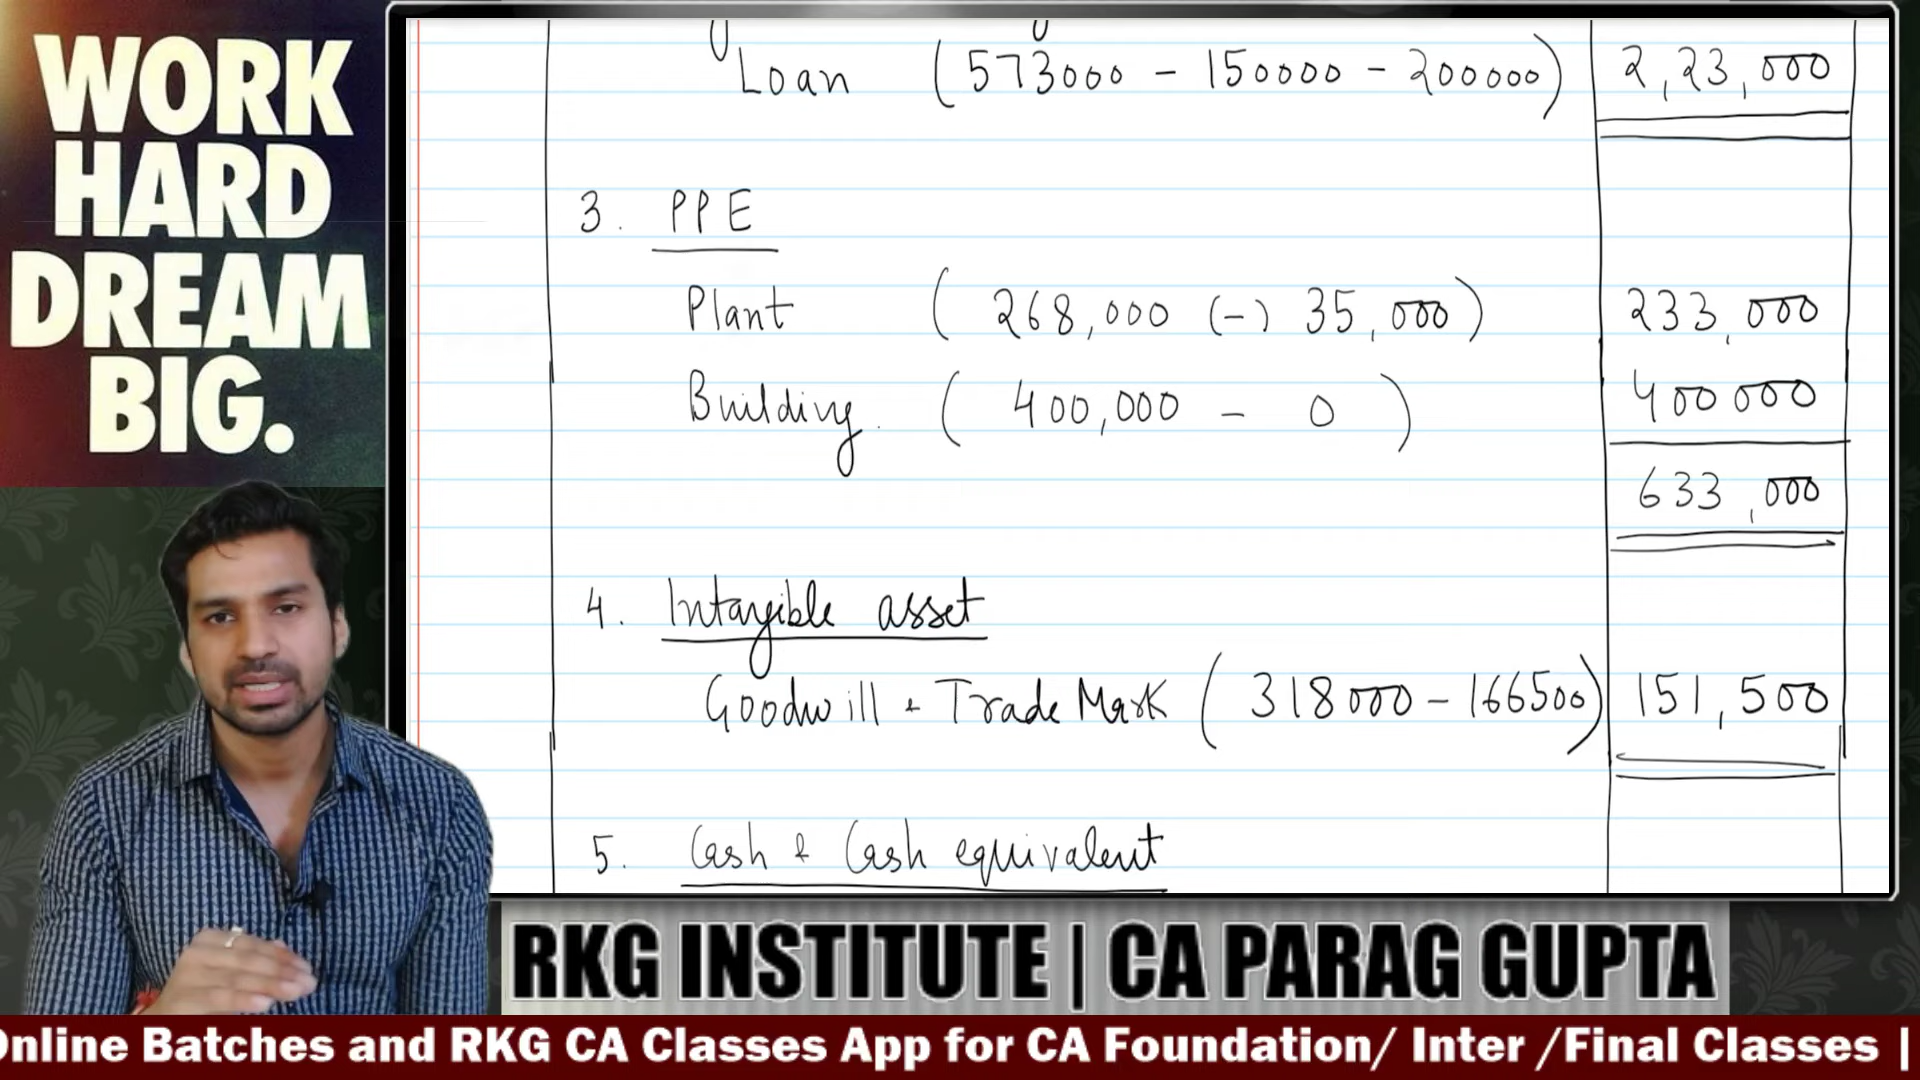 WORK
HARD
DREAM
BIG.
Loan (573000 - 150000 - 200000) 2,23,000
3. PPE
Plant (268,000 (-) 35,000) 233,000
Building. (400,000 - 0) 400000
633,000
4. Intangible asset
Goodwill & Trade Mark (318000 - 166500) 151,500
5. Cash & Cash equivalent
RKG INSTITUTE | CA PARAG GUPTA
Online Batches and RKG CA Classes App for CA Foundation/ Inter /Final Classes |